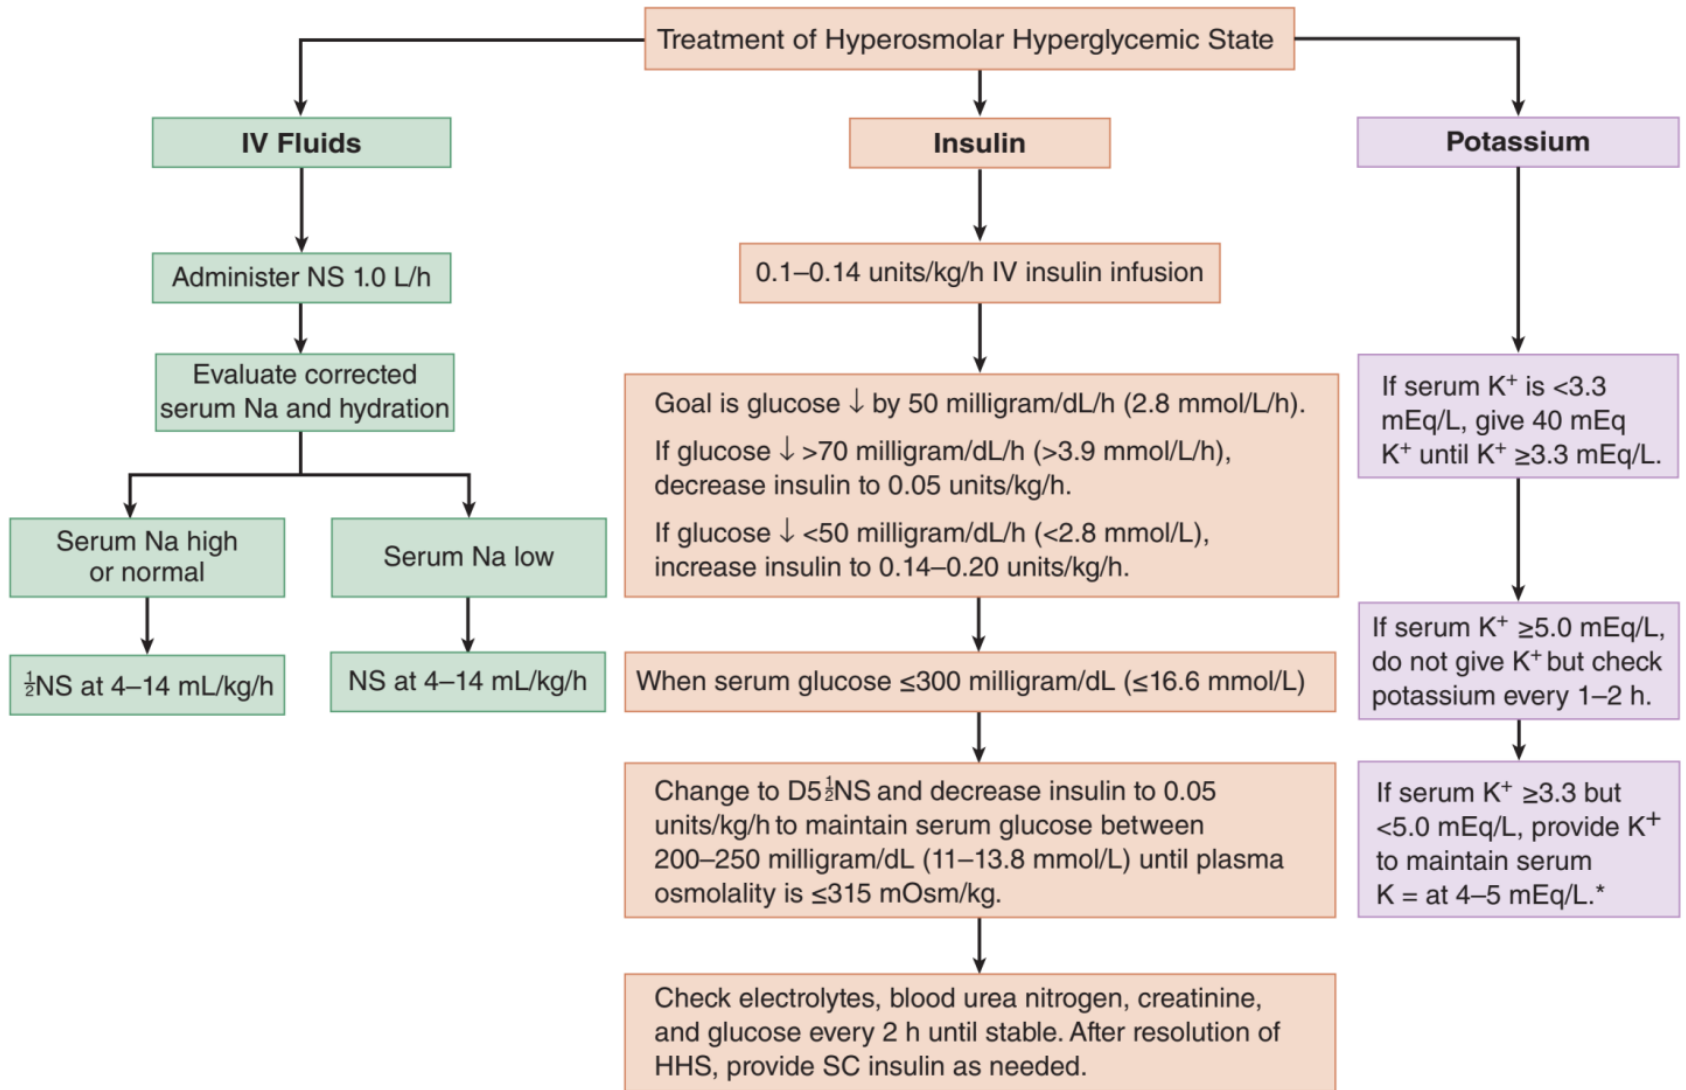 Treatment of Hyperosmolar Hyperglycemic State
IV Fluids
Administer NS 1.0 L/h
Evaluate corrected
serum Na and hydration
Serum Na high
or normal
½NS at 4–14 mL/kg/h
Serum Na low
NS at 4–14 mL/kg/h
Insulin
0.1–0.14 units/kg/h IV insulin infusion
Goal is glucose ↓ by 50 milligram/dL/h (2.8 mmol/L/h).
If glucose ↓ >70 milligram/dL/h (>3.9 mmol/L/h),
decrease insulin to 0.05 units/kg/h.
If glucose ↓ <50 milligram/dL/h (<2.8 mmol/L),
increase insulin to 0.14–0.20 units/kg/h.
When serum glucose ≤300 milligram/dL (≤16.6 mmol/L)
Change to D5½NS and decrease insulin to 0.05
units/kg/h to maintain serum glucose between
200–250 milligram/dL (11–13.8 mmol/L) until plasma
osmolality is ≤315 mOsm/kg.
Check electrolytes, blood urea nitrogen, creatinine,
and glucose every 2 h until stable. After resolution of
HHS, provide SC insulin as needed.
Potassium
If serum K⁺ is <3.3
mEq/L, give 40 mEq
K⁺ until K⁺ ≥3.3 mEq/L.
If serum K⁺ ≥5.0 mEq/L,
do not give K⁺ but check
potassium every 1–2 h.
If serum K⁺ ≥3.3 but
<5.0 mEq/L, provide K⁺
to maintain serum
K = at 4–5 mEq/L.*